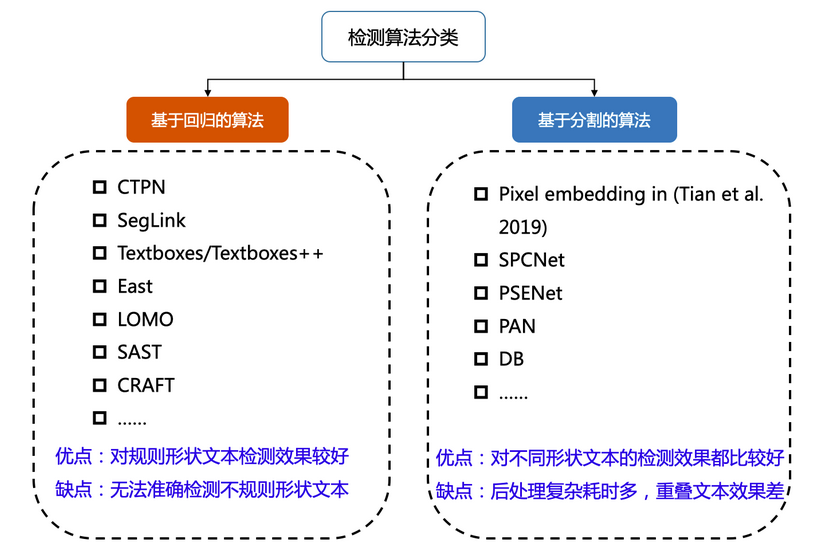 检测算法分类
基于回归的算法
CTPN
SegLink
Textboxes/Textboxes++
East
LOMO
SAST
CRAFT
......
优点：对规则形状文本检测效果较好
缺点：无法准确检测不规则形状文本
基于分割的算法
Pixel embedding in (Tian et al.
2019)
SPCNet
PSENet
PAN
DB
......
优点：对不同形状文本的检测效果都比较好
缺点：后处理复杂耗时多，重叠文本效果差